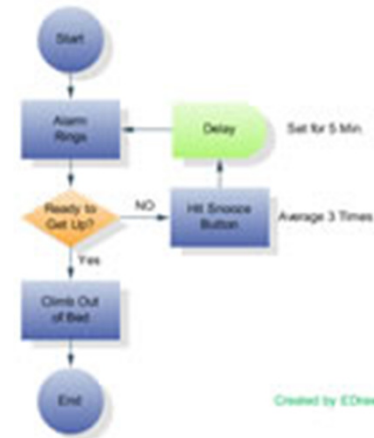 Start
Alarm
Rings
Delay
Set for 5 Min.
Ready to
Get Up?
NO
Hit Snooze
Button
Average 3 Times
Yes
Climb Out
of Bed
End
Created by